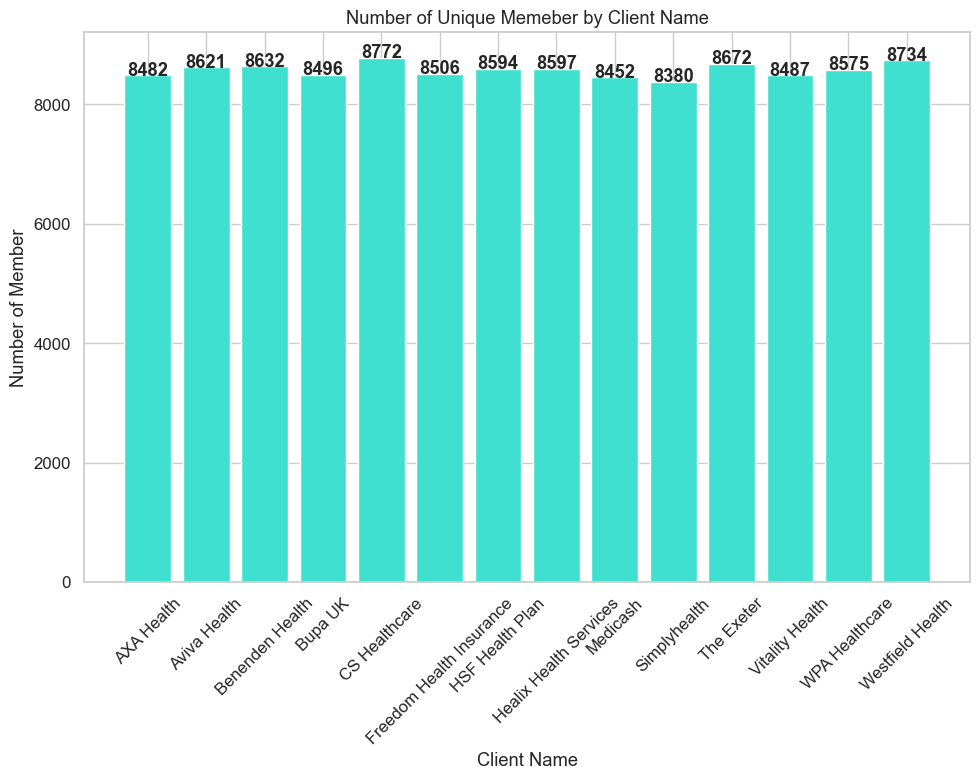 Number of Unique Memeber by Client Name
8482 8621 8632 8496 8772 8506 8594 8597 8452 8380 8672 8487 8575 8734
8000
6000
4000
2000
0
Number of Member
AXA Health
Aviva Health
Benenden Health
Bupa UK
CS Healthcare
Freedom Health Insurance
HSF Health Plan
Healix Health Services
Medicash
Simplyhealth
The Exeter
Vitality Health
WPA Healthcare
Westfield Health
Client Name